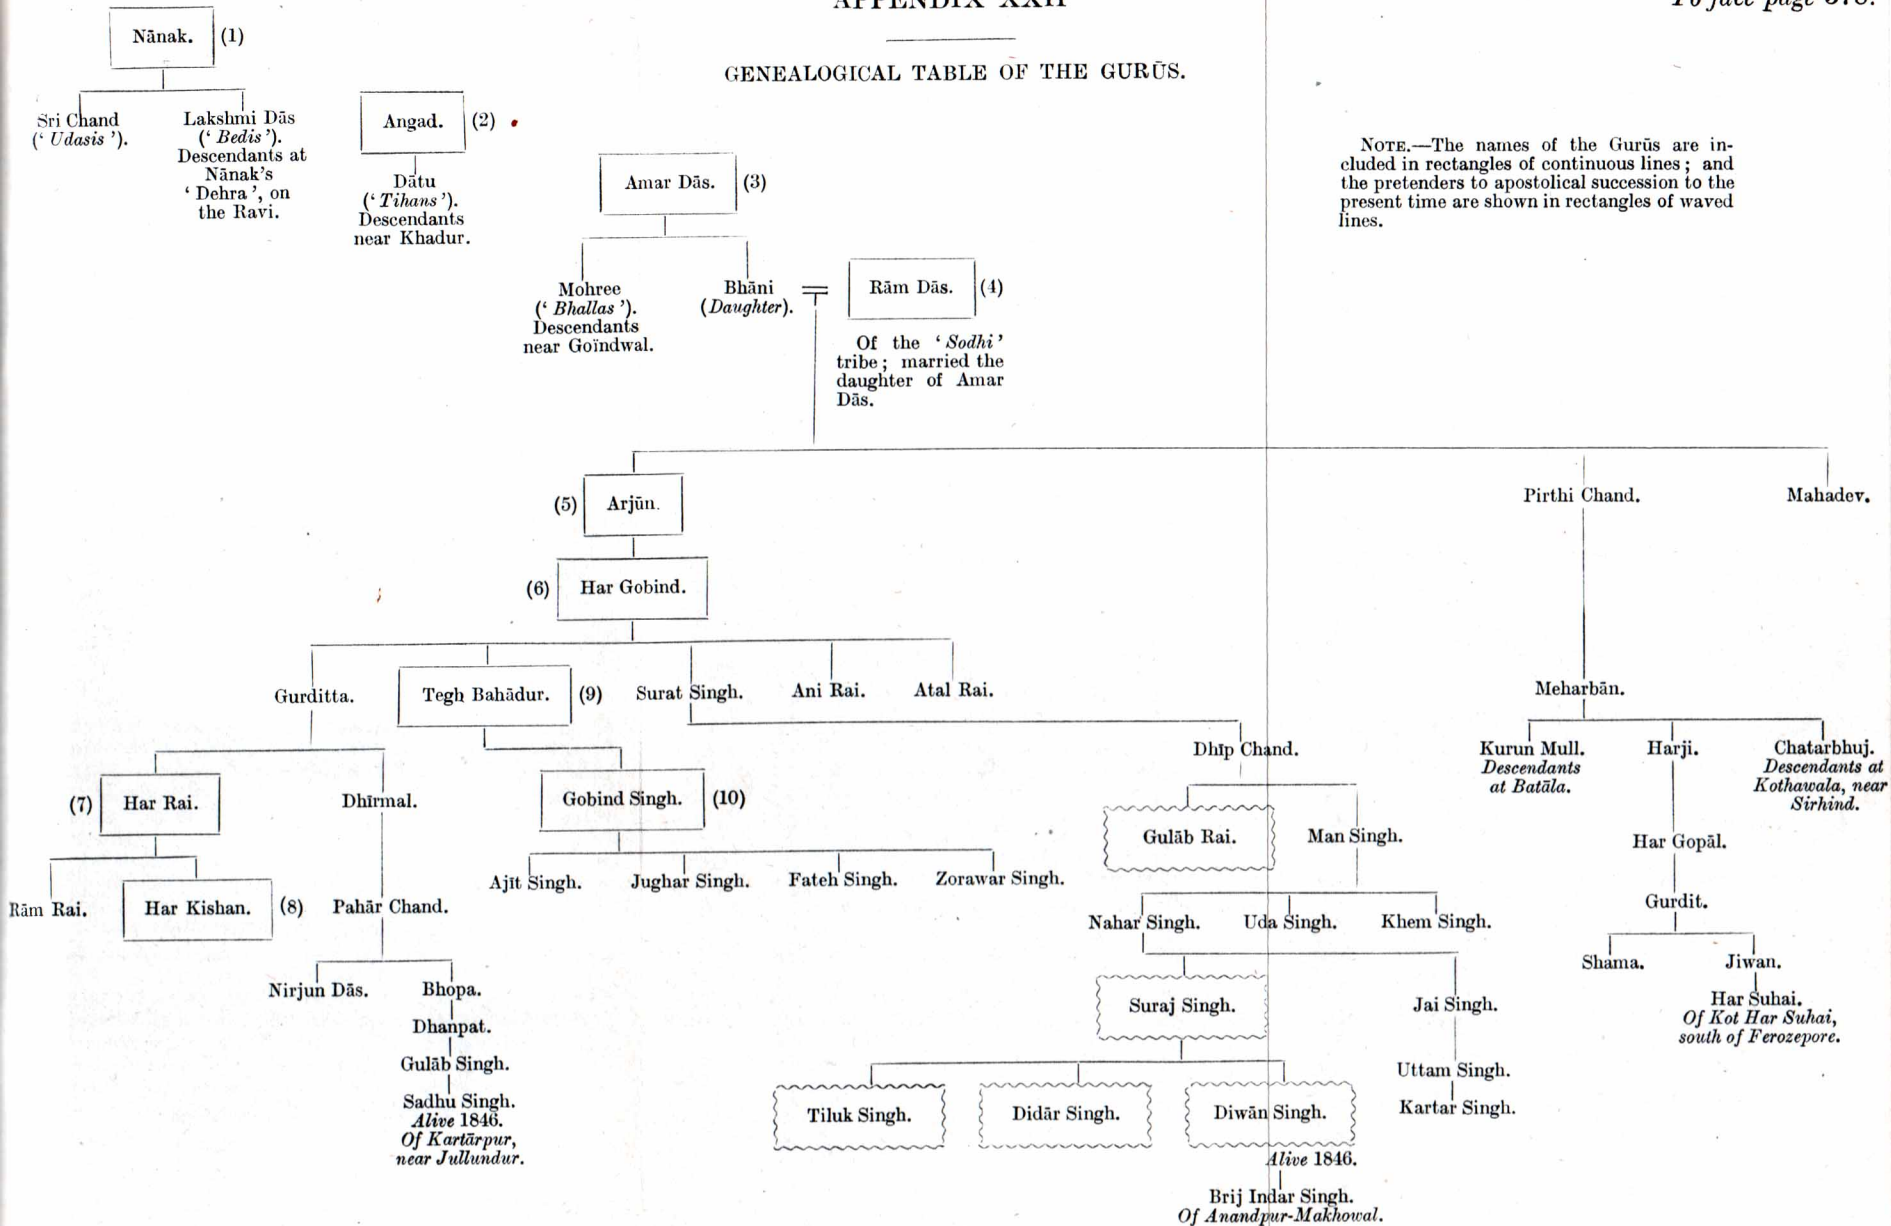 APPENDIX XXII
To face page
GENEALOGICAL TABLE OF THE GURŪS.
Nānak. (1)
Sri Chand
(‘ Udasis ’).
Lakshmi Dās
(‘ Bedis ’).
Descendants at
Nānak's
‘ Dehra ’, on
the Ravi.
Angad. (2)
Dātu
(‘ Tihans ’).
Descendants
near Khadur.
Amar Dās. (3)
NOTE.—The names of the Gurūs are in-
cluded in rectangles of continuous lines ; and
the pretenders to apostolical succession to the
present time are shown in rectangles of waved
lines.
Mohree
(‘ Bhallas ’).
Descendants
near Goïndwal.
Bhāni
(Daughter).
Rām Dās. (4)
Of the ‘ Sodhi ’
tribe ; married the
daughter of Amar
Dās.
(5) Arjūn.
Pirthi Chand.
Mahadev.
(6) Har Gobind.
Gurditta.
Tegh Bahādur. (9)
Surat Singh.
Ani Rai.
Atal Rai.
Meharbān.
Dhīp Chand.
Kurun Mull.
Descendants
at Batāla.
Harji.
Chatarbhuj.
Descendants at
Kothawala, near
Sirhind.
(7) Har Rai.
Dhīrmal.
Gobind Singh. (10)
Gulāb Rai.
Man Singh.
Har Gopāl.
Rām Rai.
Har Kishan. (8)
Pahār Chand.
Ajīt Singh.
Jughar Singh.
Fateh Singh.
Zorawar Singh.
Nahar Singh.
Uda Singh.
Khem Singh.
Gurdit.
Shama.
Jiwan.
Nirjun Dās.
Bhopa.
Dhanpat.
Gulāb Singh.
Sadhu Singh.
Alive 1846.
Of Kartārpur,
near Jullundur.
Suraj Singh.
Jai Singh.
Har Suhai.
Of Kot Har Suhai,
south of Ferozepore.
Uttam Singh.
Kartar Singh.
Tiluk Singh.
Didār Singh.
Diwān Singh.
Alive 1846.
Brij Indar Singh.
Of Anandpur-Makhowal.